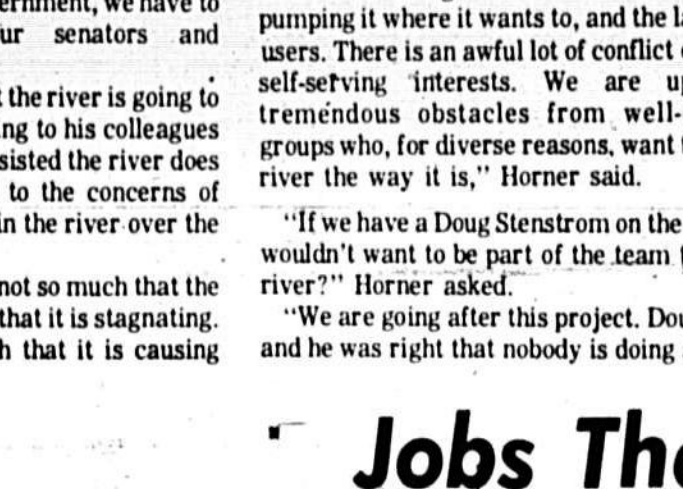 ernment, we have to
ur senators and
t the river is going to
ng to his colleagues
sisted the river does
to the concerns of
in the river over the
not so much that the
that it is stagnating.
h that it is causing
pumping it where it wants to, and the la
users. There is an awful lot of conflict
self-serving interests. We are up
tremendous obstacles from well-
groups who, for diverse reasons, want
river the way it is," Horner said.
"If we have a Doug Stenstrom on the
wouldn't want to be part of the team
river?" Horner asked.
"We are going after this project. Dou
and he was right that nobody is doing
Jobs The